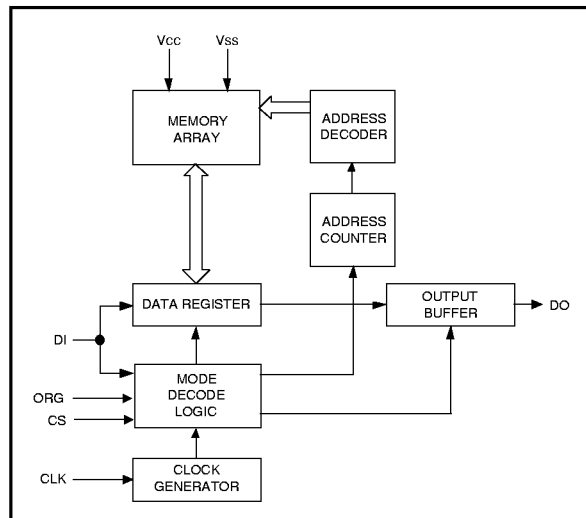 Vcc Vss
MEMORY
ARRAY
ADDRESS
DECODER
ADDRESS
COUNTER
DATA REGISTER
OUTPUT
BUFFER
DO
DI
MODE
DECODE
LOGIC
ORG
CS
CLK
CLOCK
GENERATOR